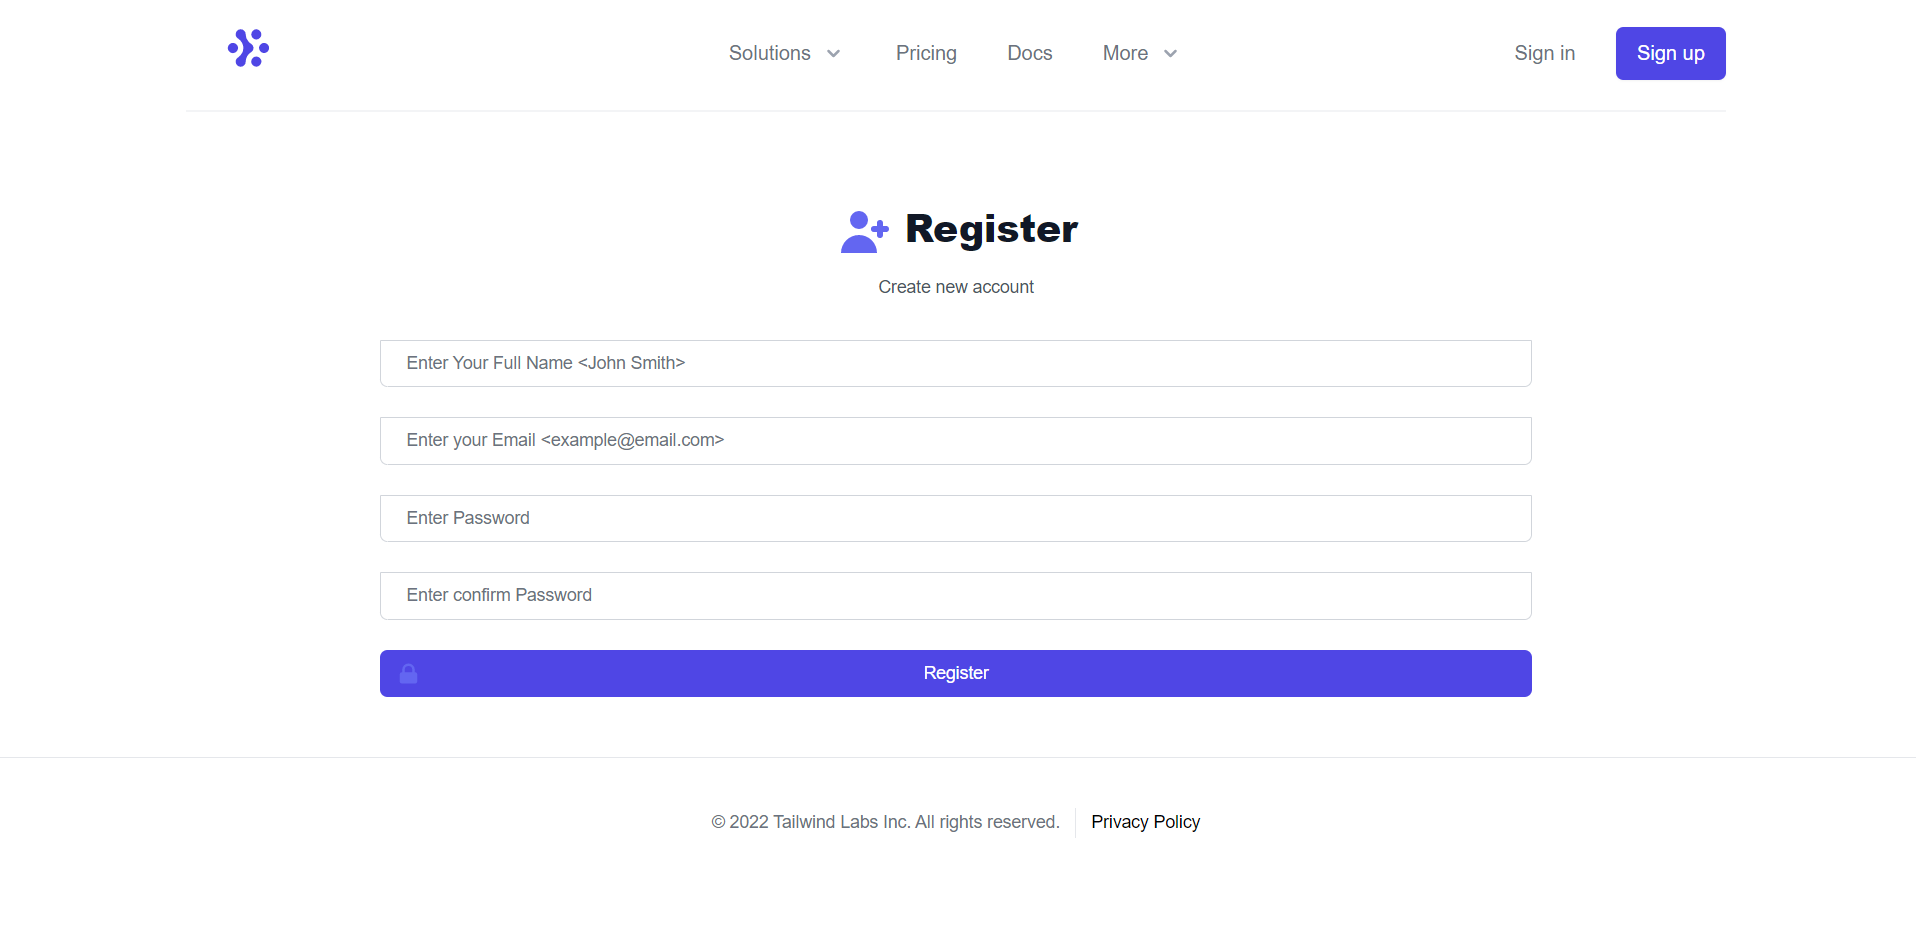 Solutions Pricing Docs More Sign in Sign up
Register
Create new account
Enter Your Full Name <John Smith>
Enter your Email <example@email.com>
Enter Password
Enter confirm Password
Register
© 2022 Tailwind Labs Inc. All rights reserved. Privacy Policy